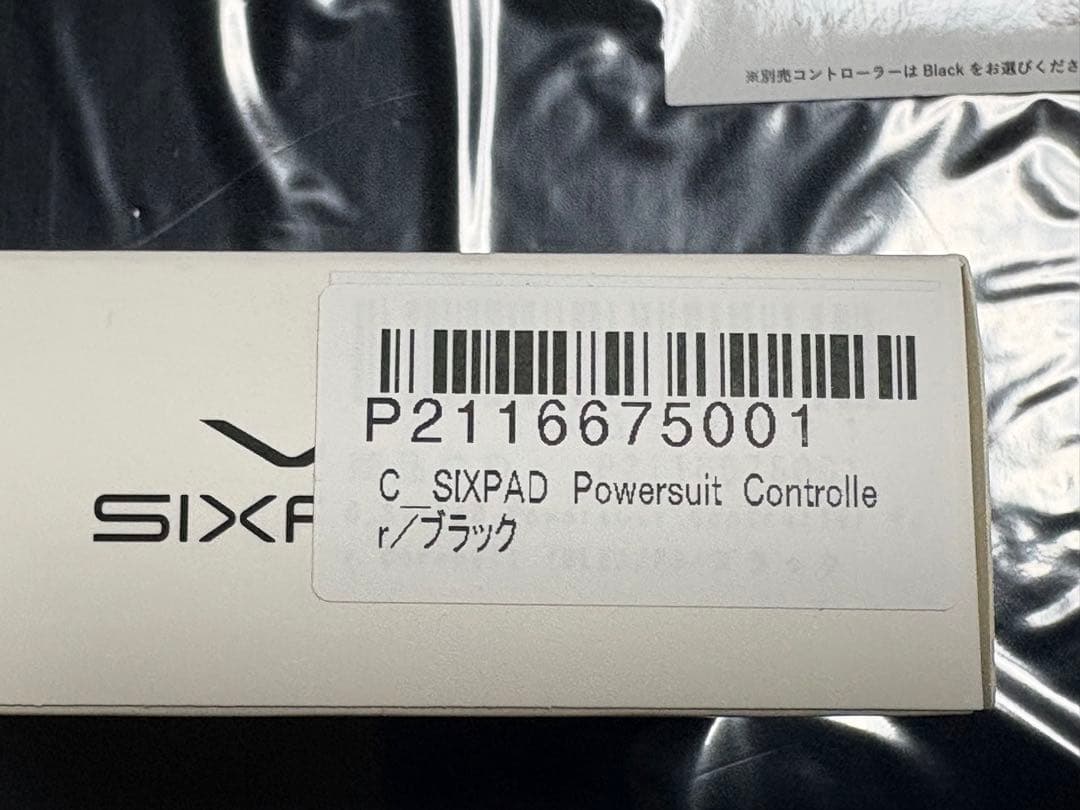 ※別売コントローラーは Black をお選びくださ
P2116675001
SIXPA
C_SIXPAD Powersuit Controlle
r/ブラック